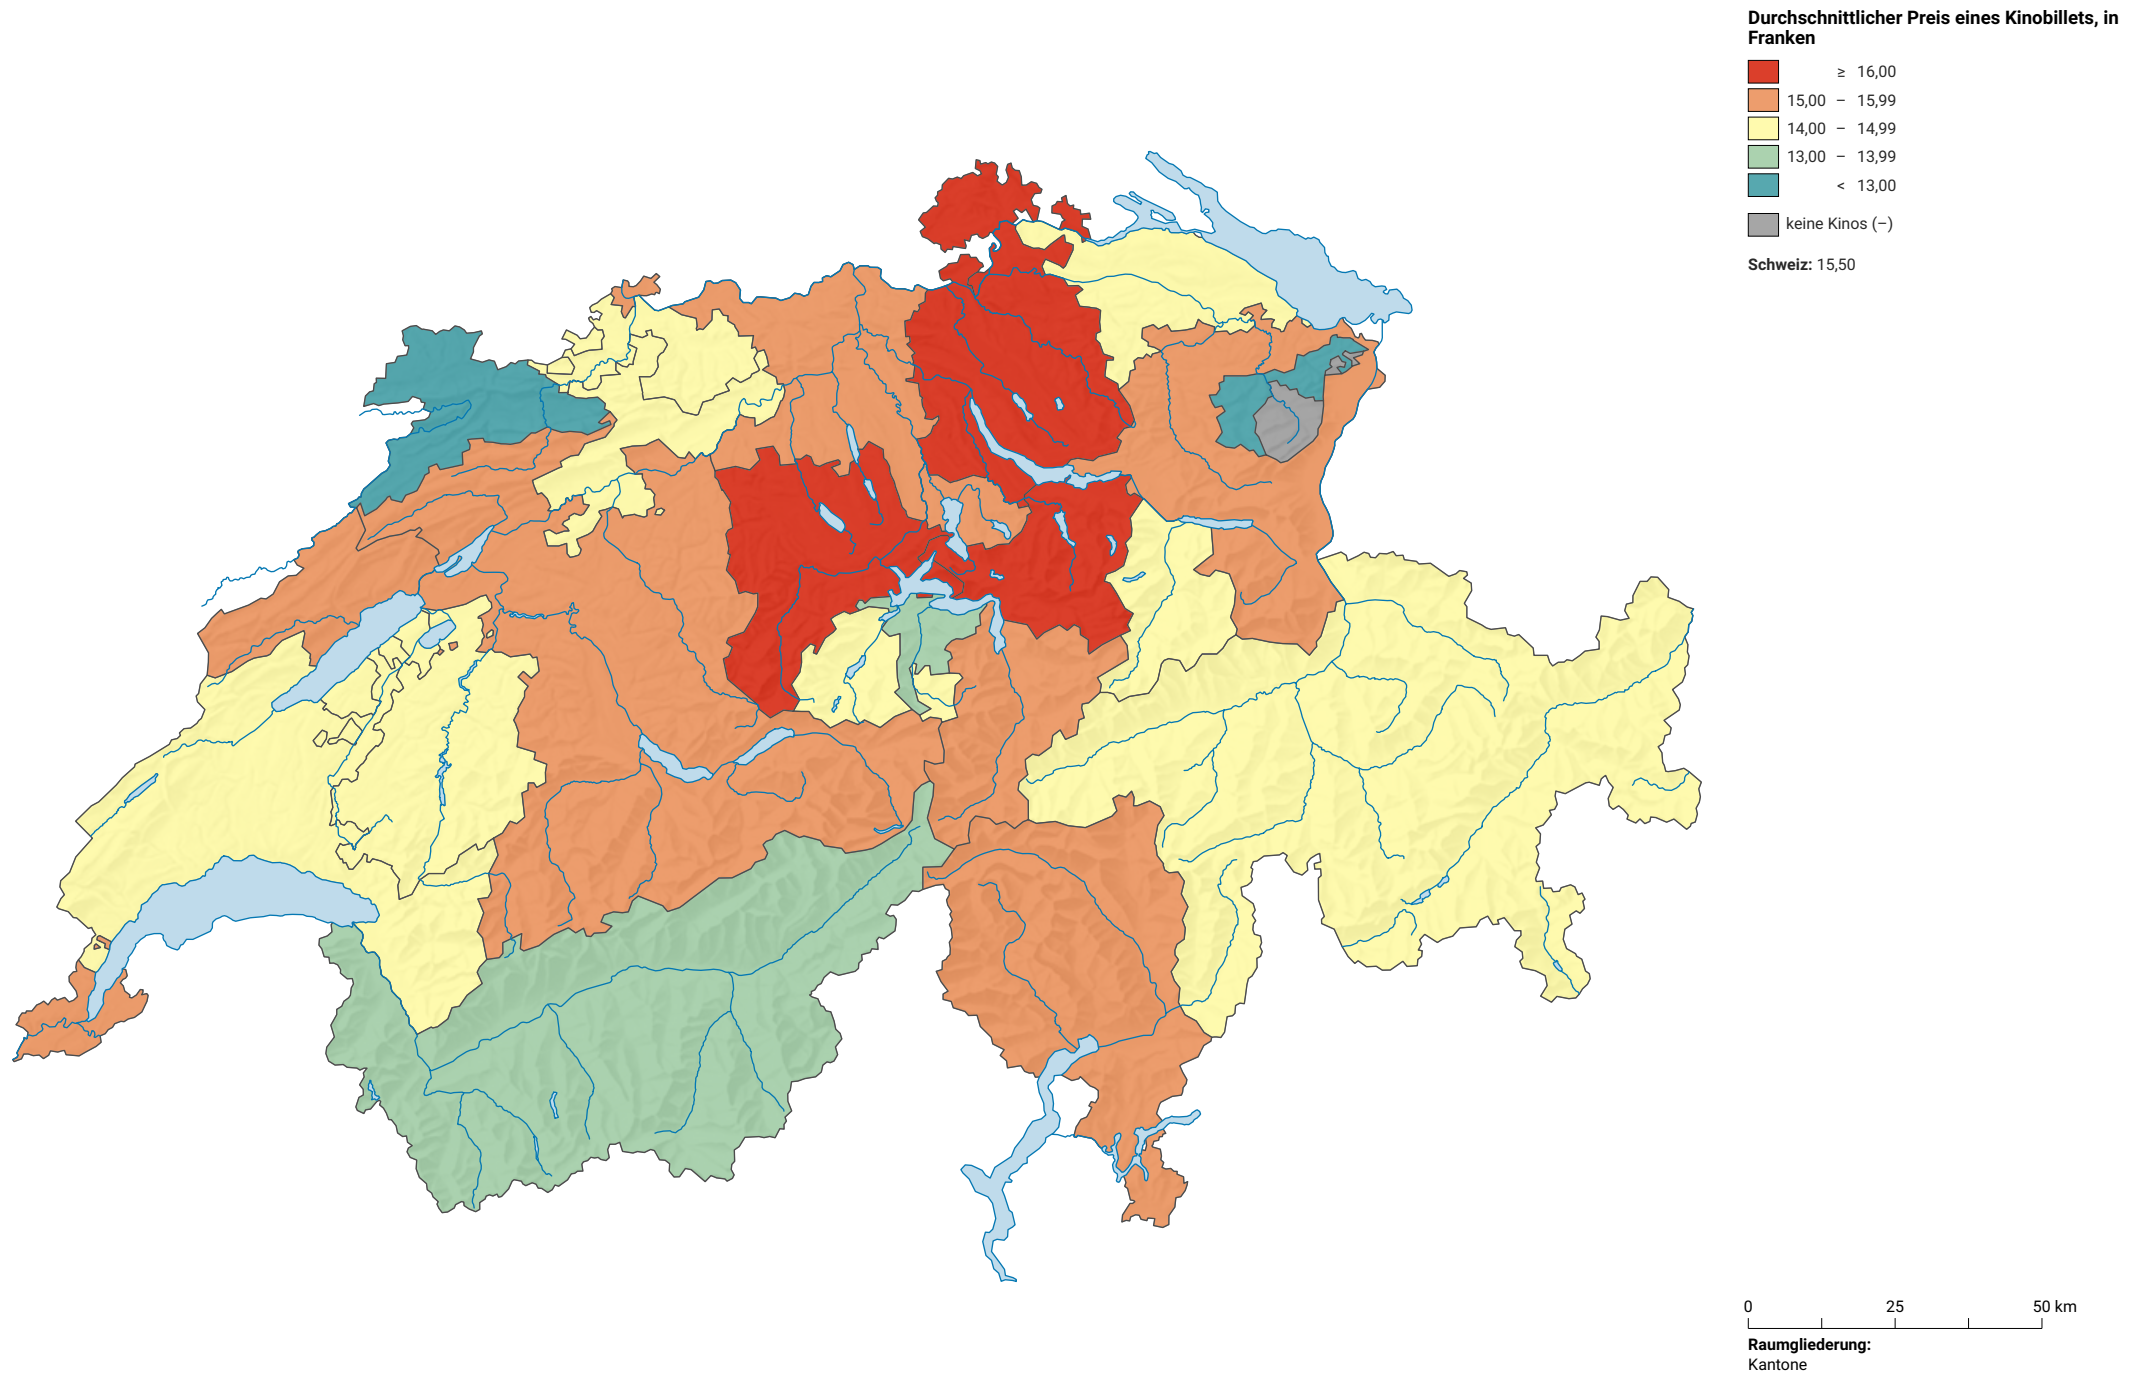 Durchschnittlicher Preis eines Kinobillets, in
Franken
≥ 16,00
15,00 – 15,99
14,00 – 14,99
13,00 – 13,99
< 13,00
keine Kinos (–)
Schweiz: 15,50
0 25 50 km
Raumgliederung:
Kantone